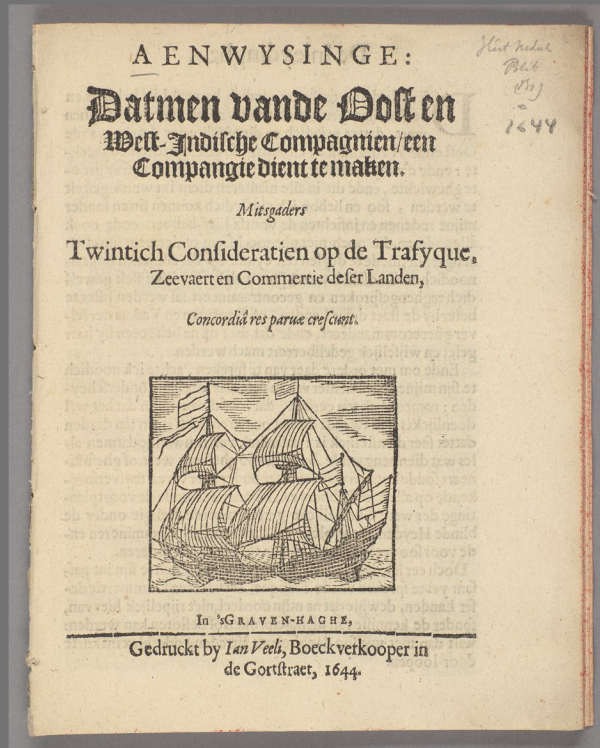 AENWYSINGE:
Datmen vande Oost en
West-Indische Compagnien/een
Compangie dient te maken.
Mitsgaders
Twintich Consideratien op de Trafyque,
Zeevaert en Commertie deser Landen,
Concordiâ res parvæ crescunt.
In 'sGRAVEN-HAGHE,
Gedruckt by Ian Veeli, Boeckverkooper in
de Gortstraet, 1644.
1644